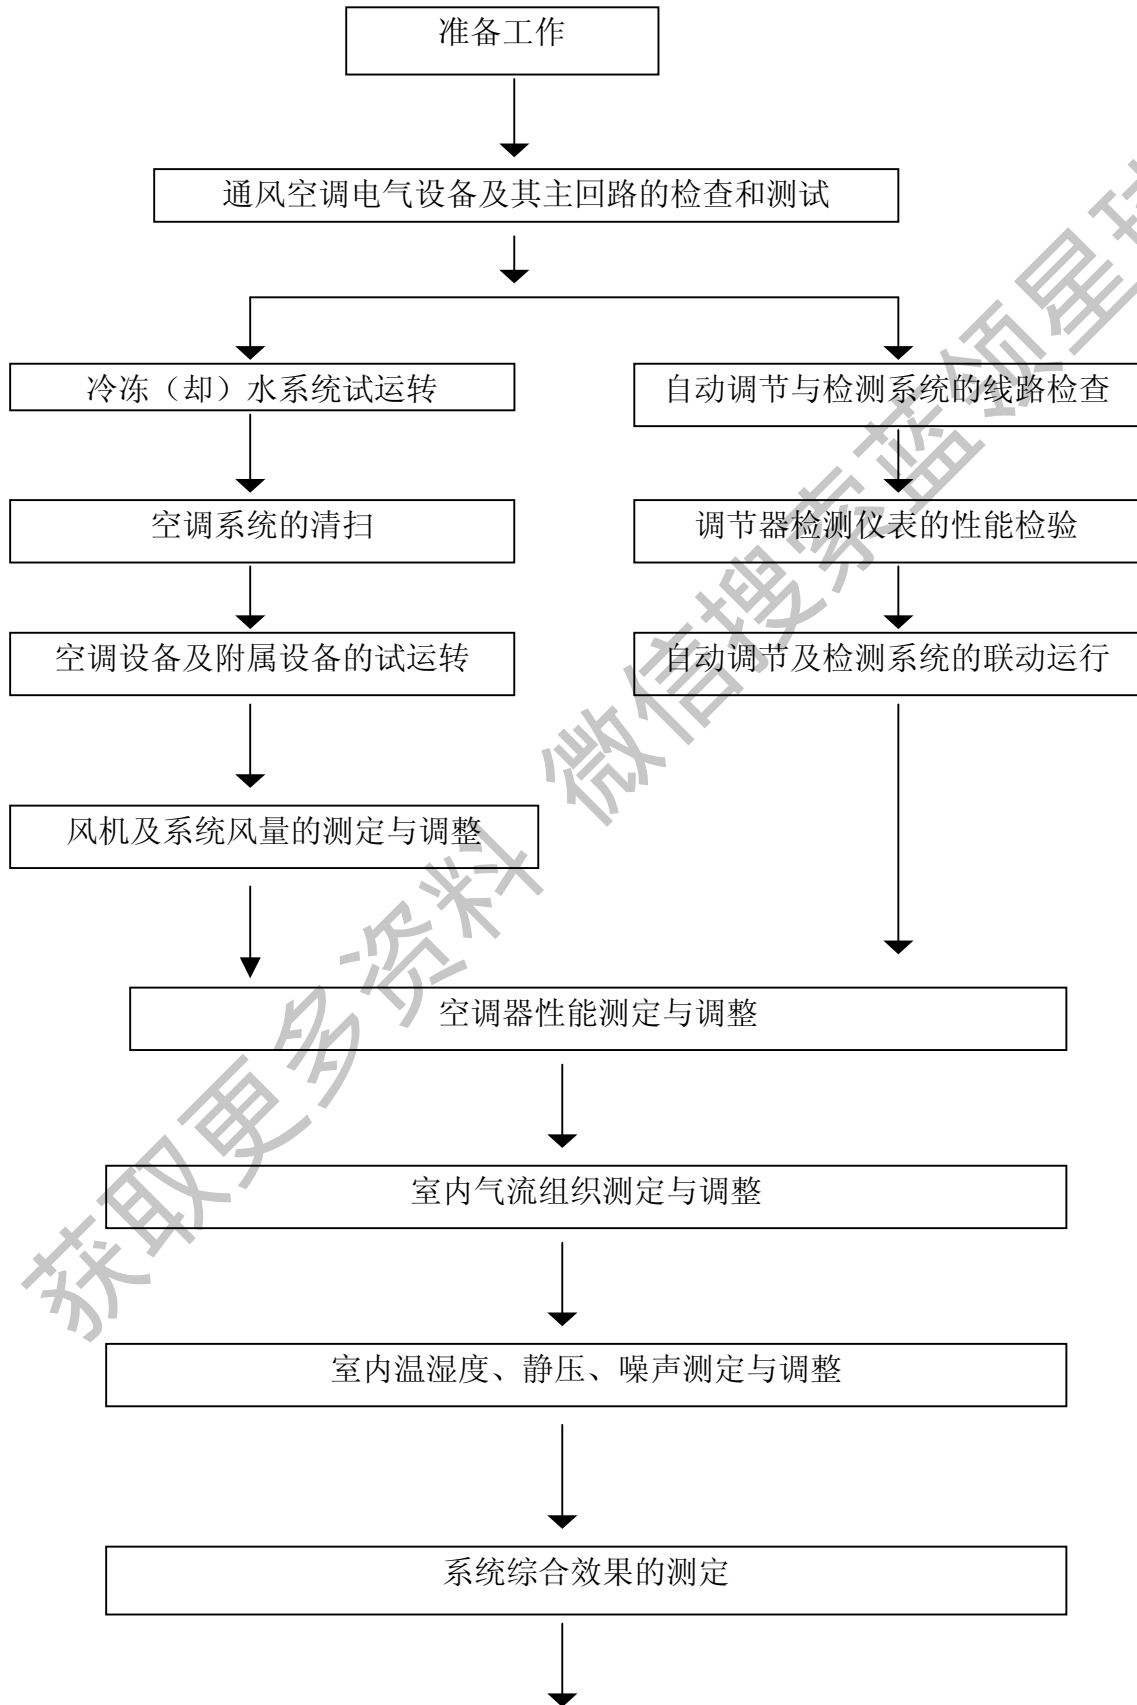 准备工作
通风空调电气设备及其主回路的检查和测试
冷冻（却）水系统试运转
自动调节与检测系统的线路检查
空调系统的清扫
调节器检测仪表的性能检验
空调设备及附属设备的试运转
自动调节及检测系统的联动运行
风机及系统风量的测定与调整
空调器性能测定与调整
室内气流组织测定与调整
室内温湿度、静压、噪声测定与调整
系统综合效果的测定
获取更多资料 微信搜索蓝领星球